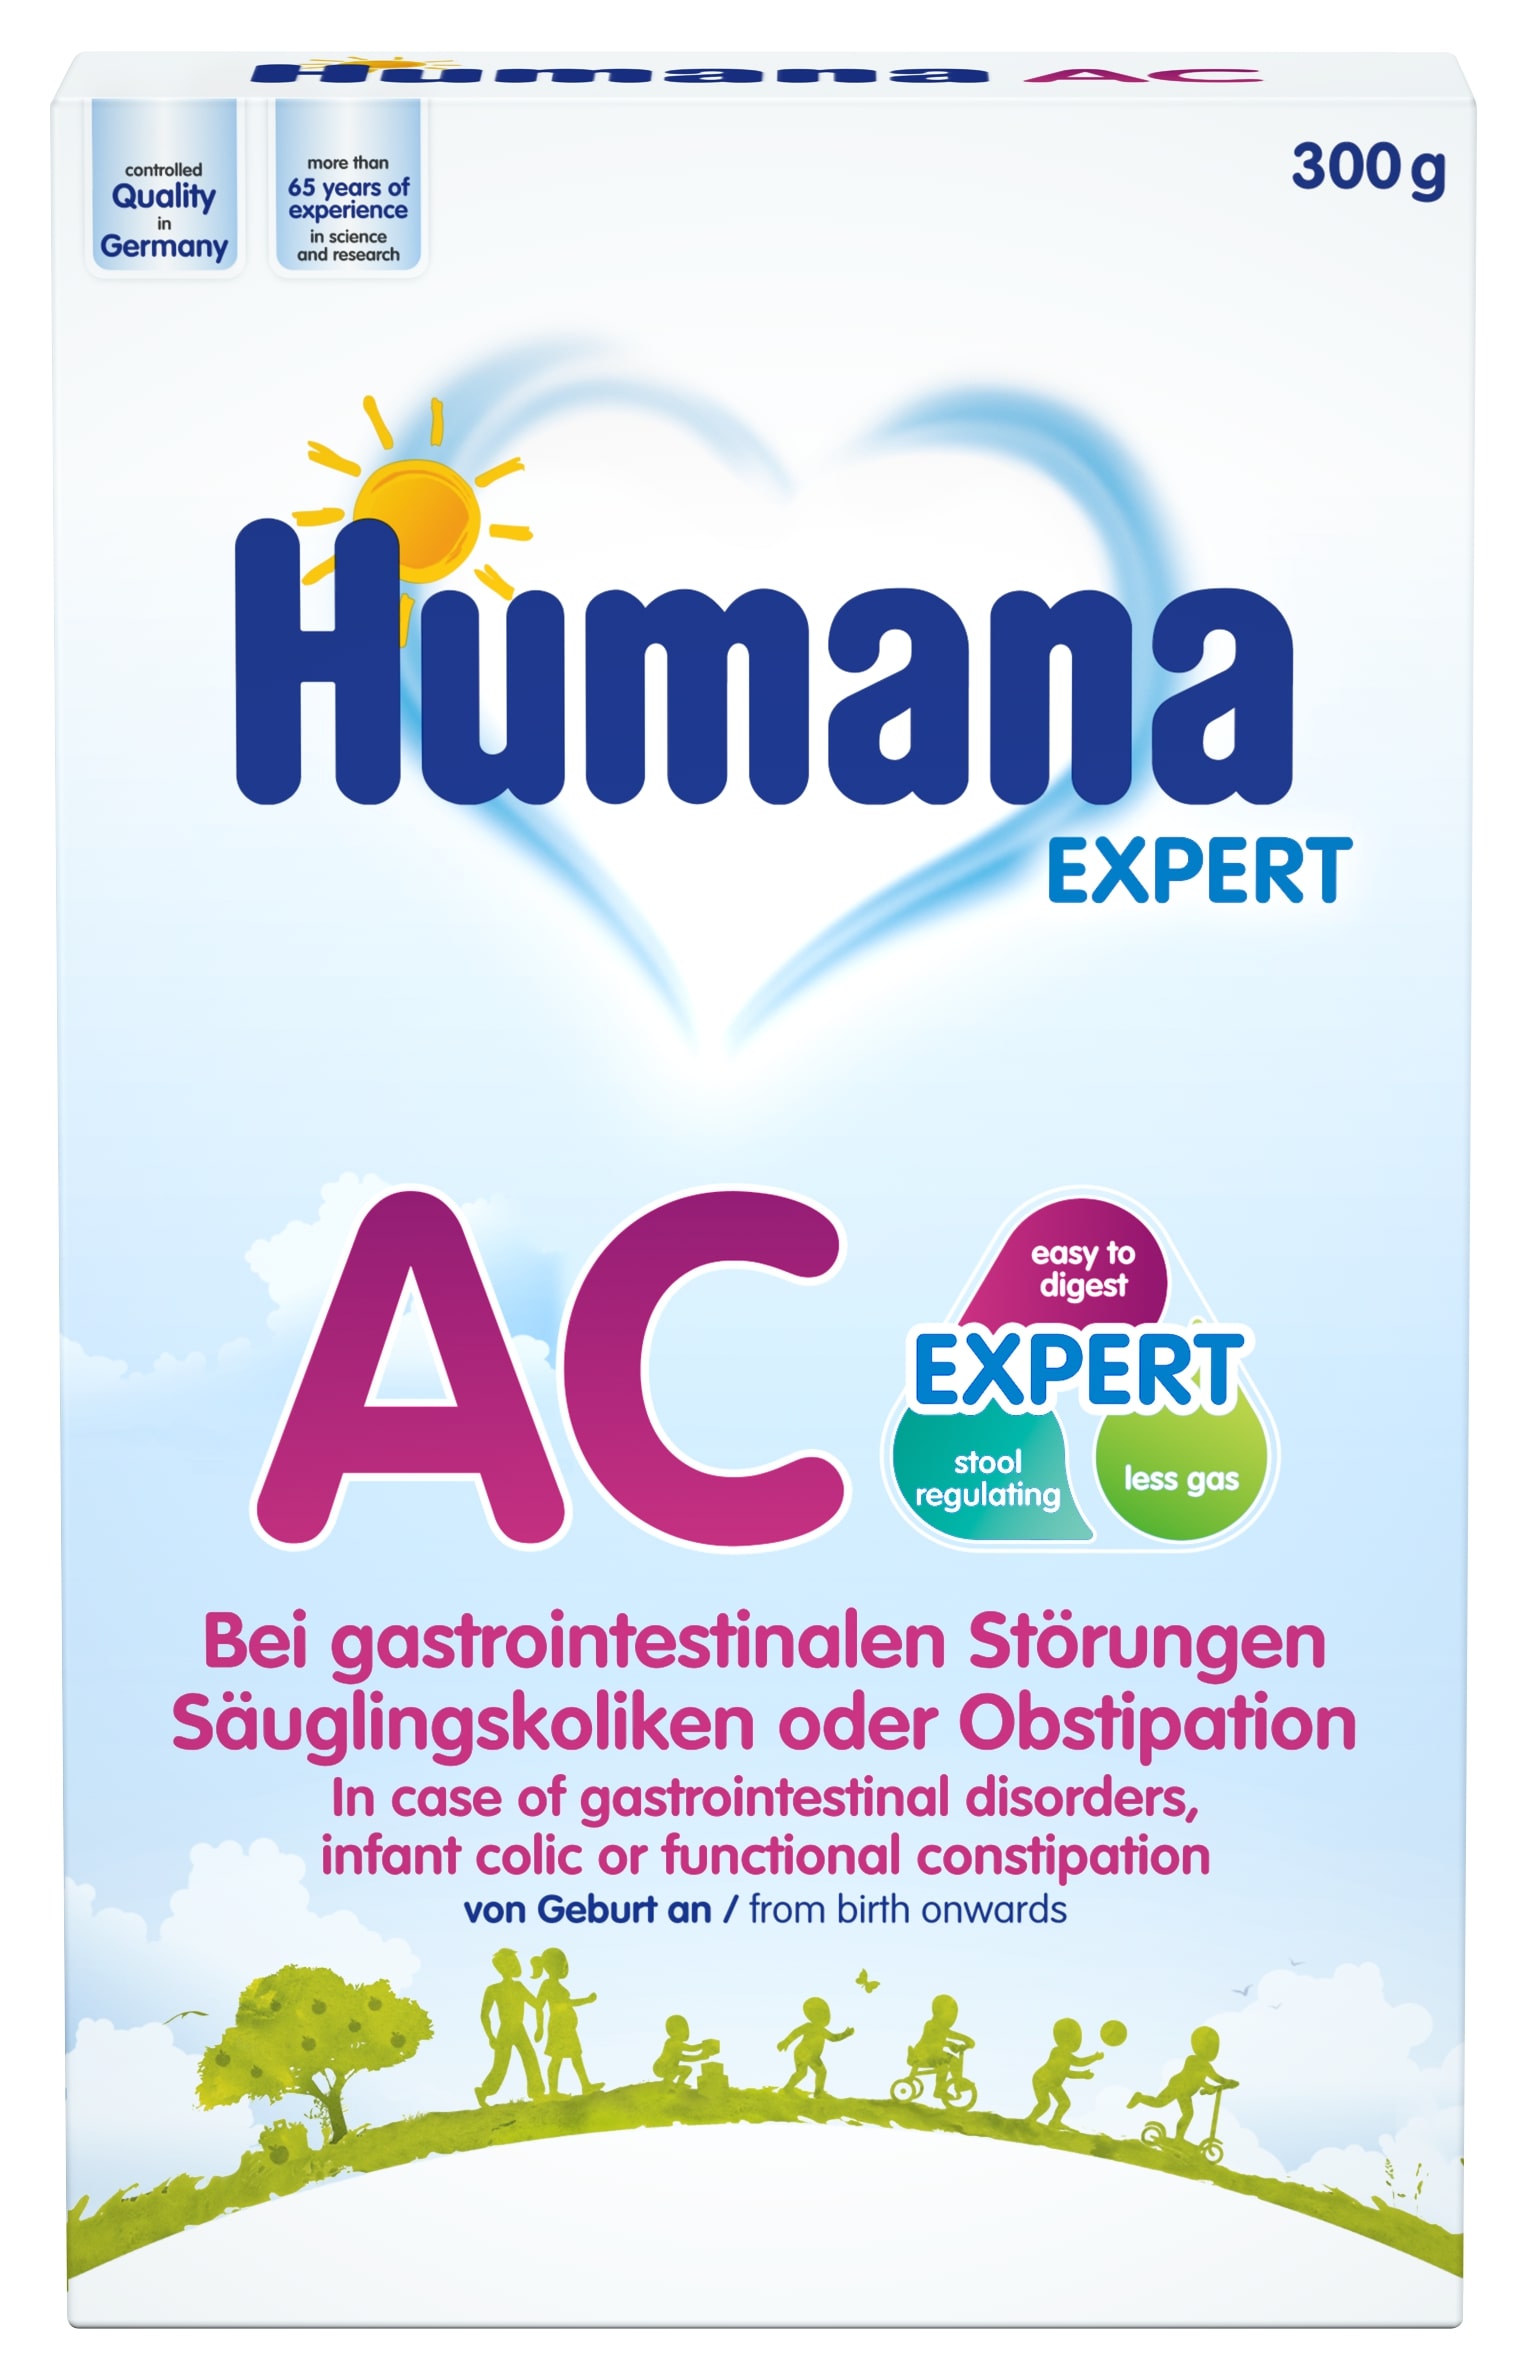 Humana AC
controlled
Quality
in
Germany
more than
65 years of
experience
in science
and research
300 g
Humana
EXPERT
AC
easy to
digest
EXPERT
stool
regulating
less gas
Bei gastrointestinalen Störungen
Säuglingskoliken oder Obstipation
In case of gastrointestinal disorders,
infant colic or functional constipation
von Geburt an / from birth onwards